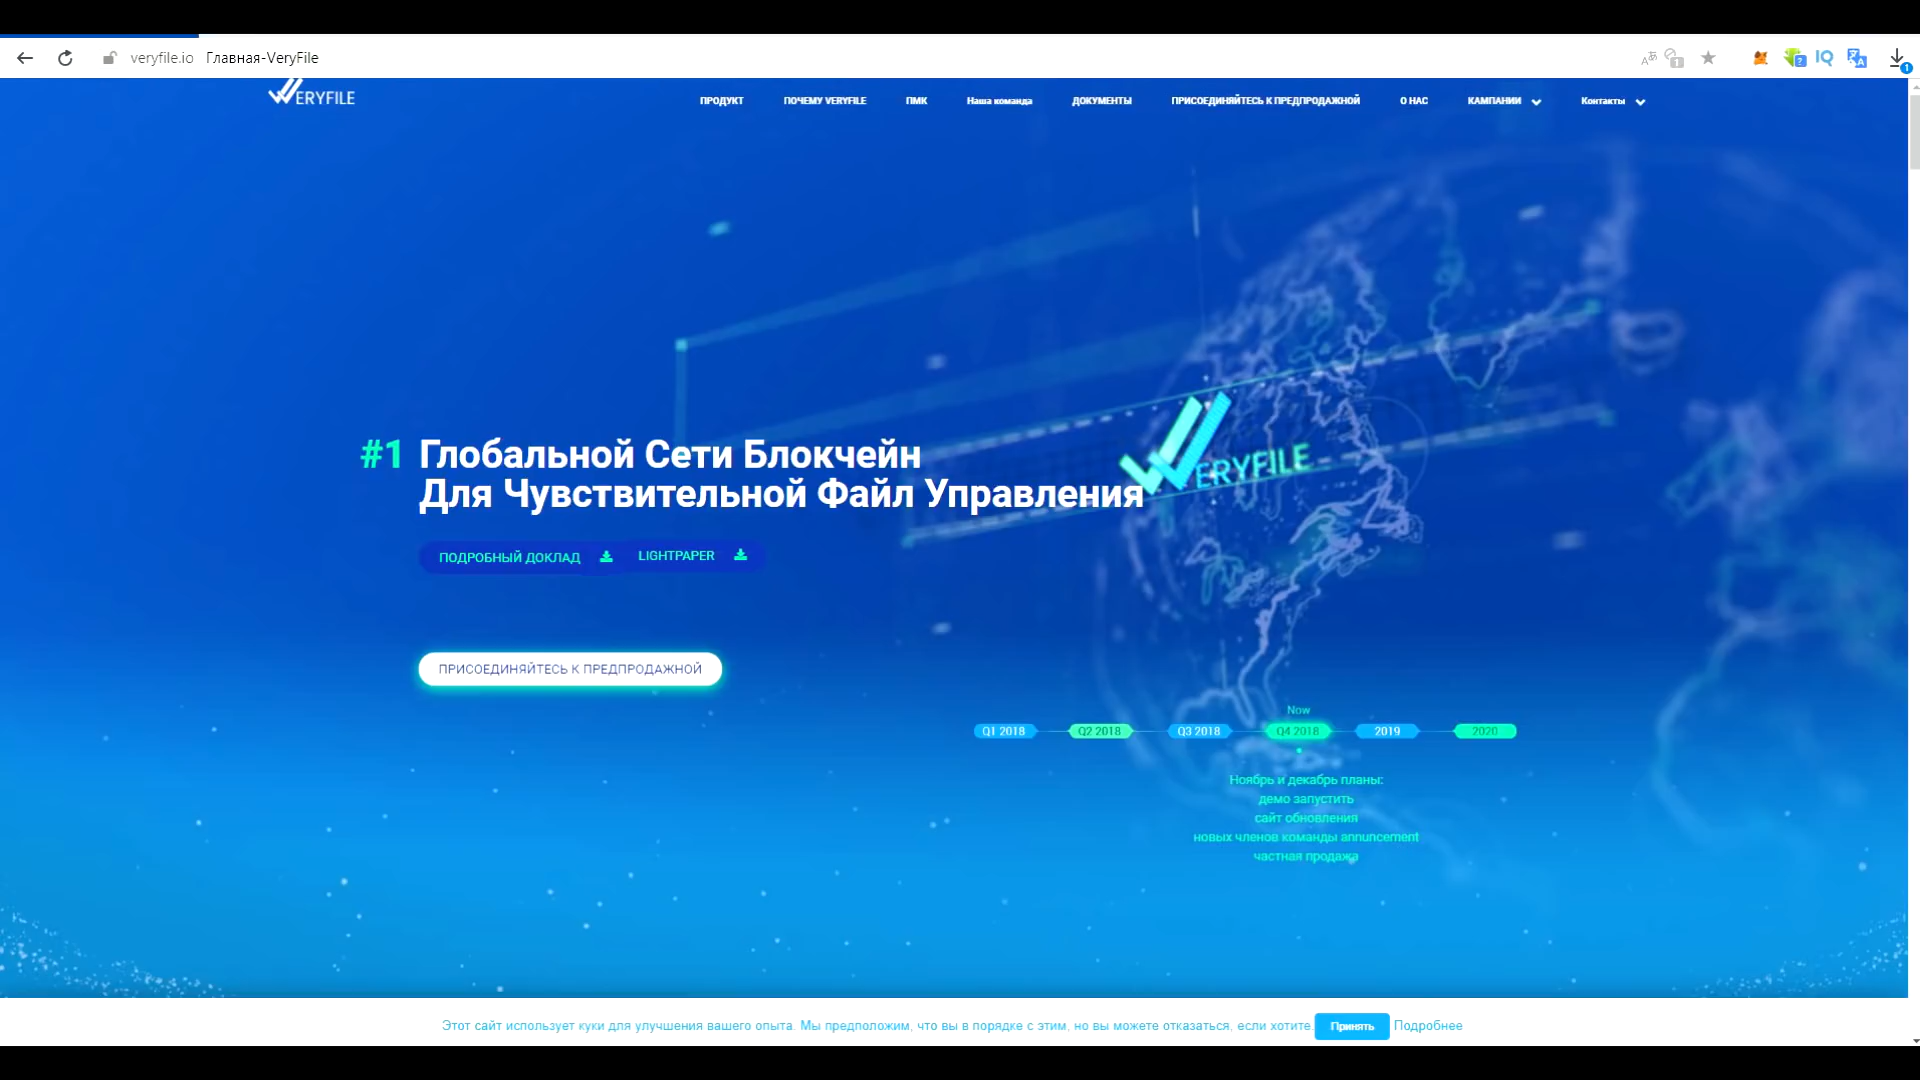 veryfile.io Главная-VeryFile
VERYFILE
ПРОДУКТ ПОЧЕМУ VERYFILE ПМК Наша команда ДОКУМЕНТЫ ПРИСОЕДИНЯЙТЕСЬ К ПРЕДПРОДАЖНОЙ О НАС КАМПАНИИ Контакты
VERYFILE
#1 Глобальной Сети Блокчейн
Для Чувствительной Файл Управления
ПОДРОБНЫЙ ДОКЛАД LIGHTPAPER
ПРИСОЕДИНЯЙТЕСЬ К ПРЕДПРОДАЖНОЙ
Now
Q1 2018 Q2 2018 Q3 2018 Q4 2018 2019 2020
Ноябрь и декабрь планы:
демо запустить
сайт обновления
новых членов команды annuncement
частная продажа
Этот сайт использует куки для улучшения вашего опыта. Мы предположим, что вы в порядке с этим, но вы можете отказаться, если хотите. Принять Подробнее